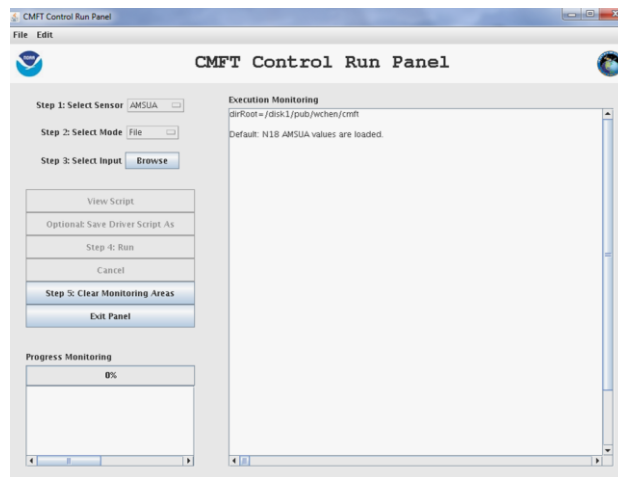 CMFT Control Run Panel
File Edit
CMFT Control Run Panel
Step 1: Select Sensor AMSUA
Step 2: Select Mode File
Step 3: Select Input Browse
View Script
Optional: Save Driver Script As
Step 4: Run
Cancel
Step 5: Clear Monitoring Areas
Exit Panel
Progress Monitoring
0%
Execution Monitoring
dirRoot=/disk1/pub/wchen/cmft
Default: N18 AMSUA values are loaded.